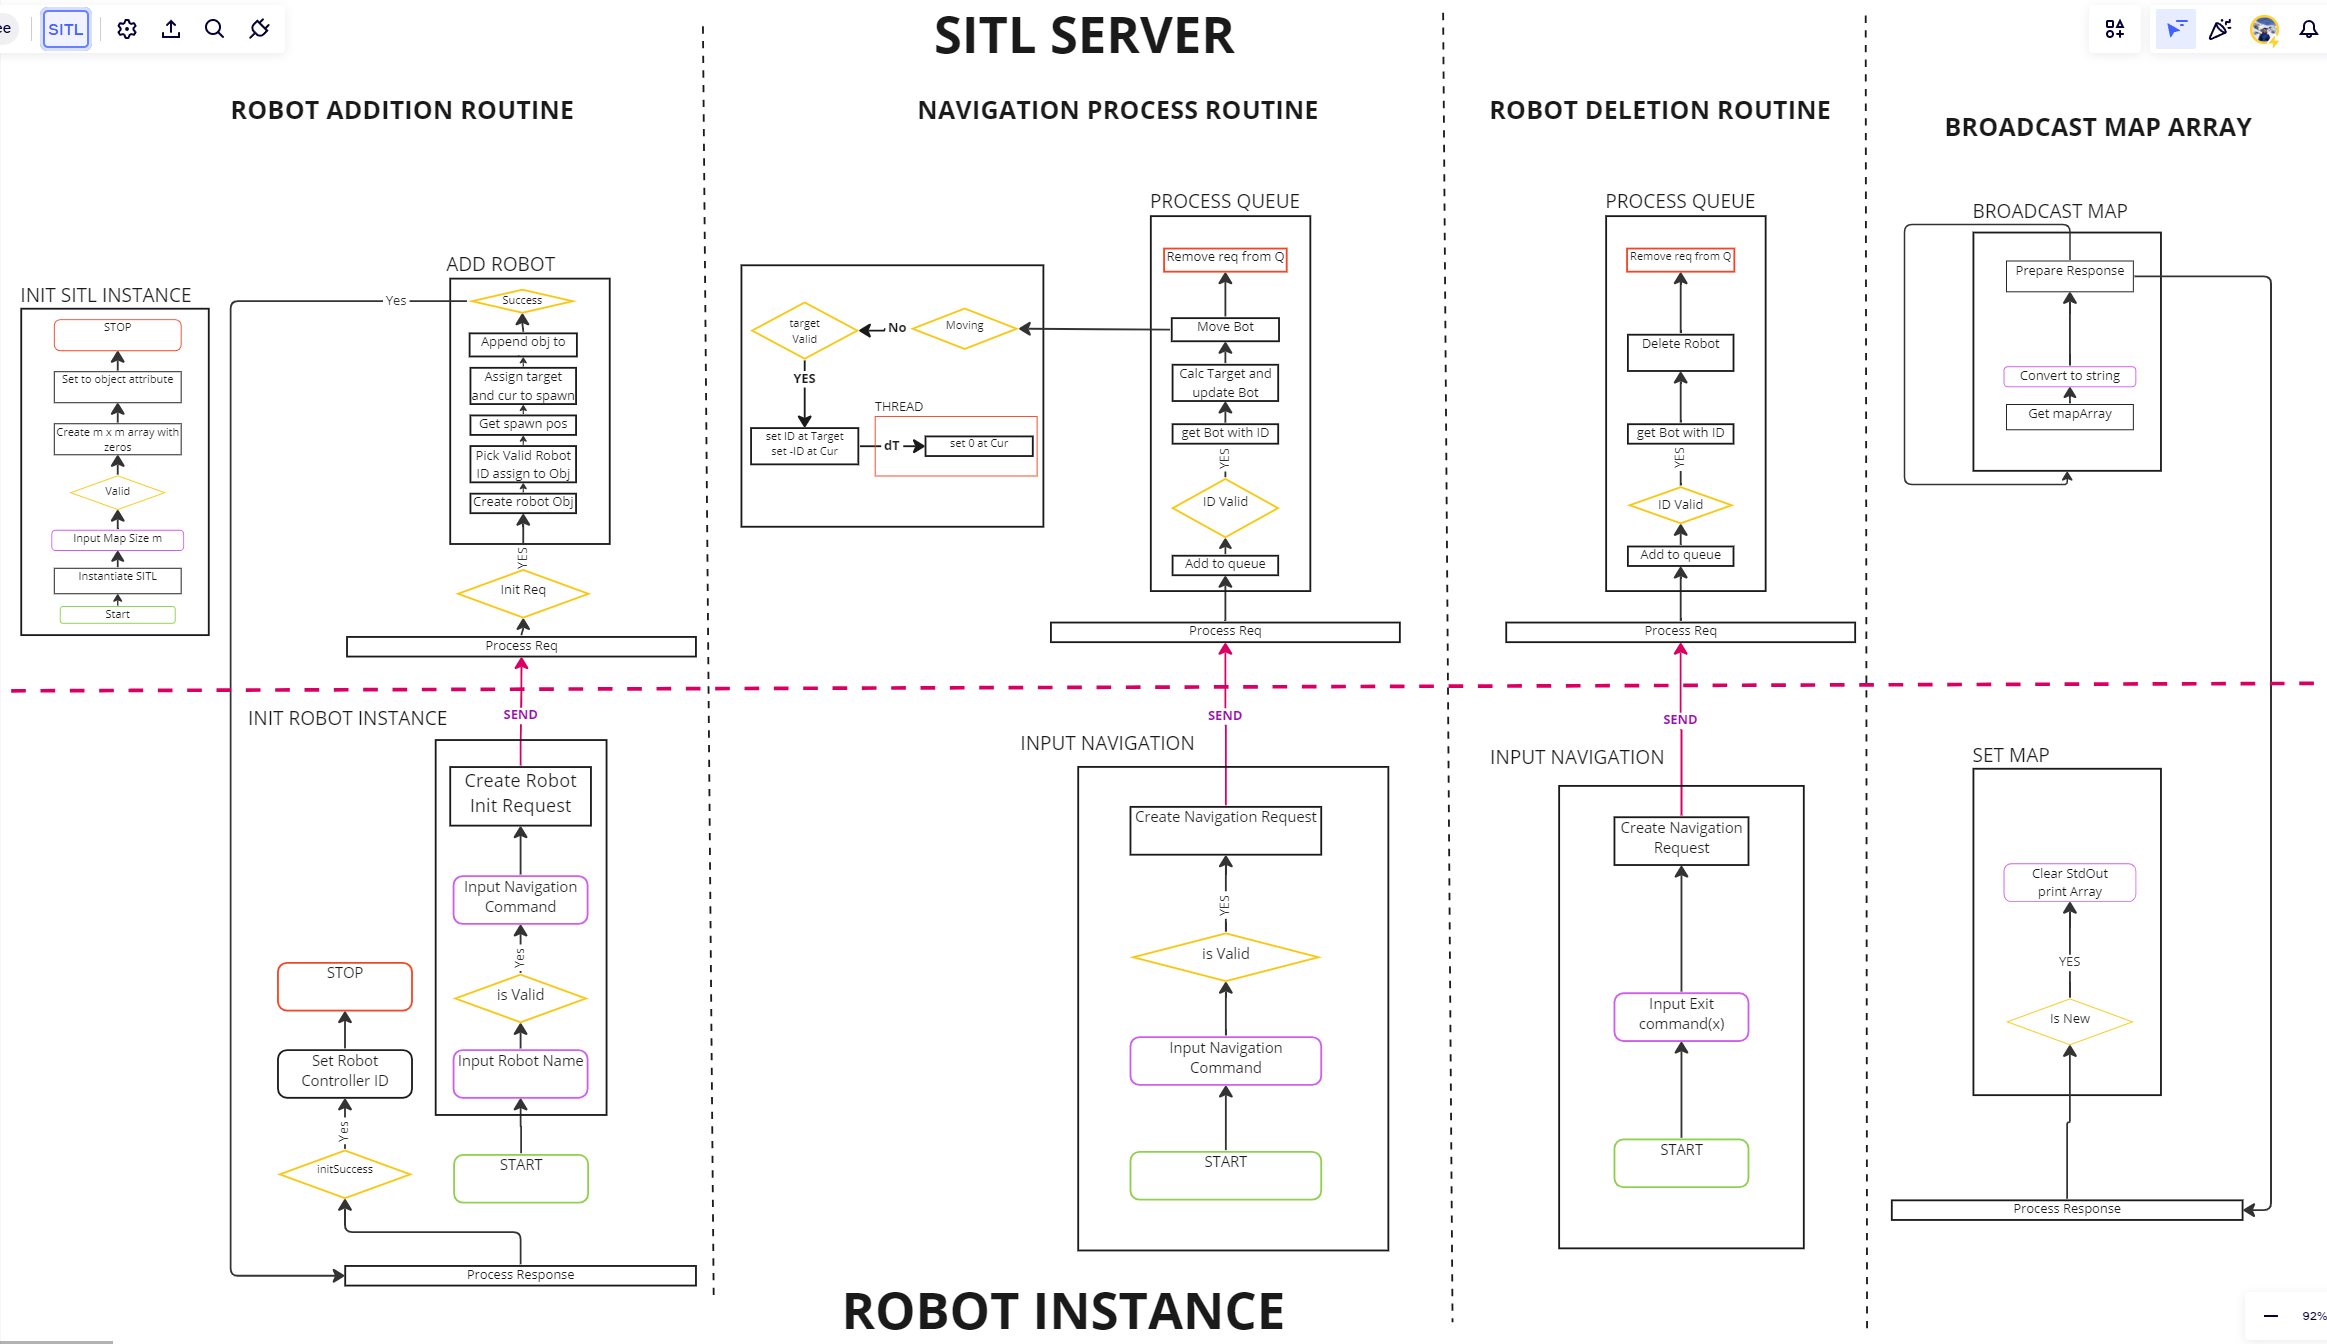 ee
SITL
SITL SERVER
ROBOT ADDITION ROUTINE
NAVIGATION PROCESS ROUTINE
ROBOT DELETION ROUTINE
BROADCAST MAP ARRAY
INIT SITL INSTANCE
STOP
Set to object attribute
Create m x m array with
zeros
Valid
Input Map Size m
Instantiate SITL
Start
ADD ROBOT
Yes
Success
Append obj to
Assign target
and cur to spawn
Get spawn pos
Pick Valid Robot
ID assign to Obj
Create robot Obj
YES
Init Req
Process Req
target
Valid
No
Moving
YES
set ID at Target
set -ID at Cur
dT
THREAD
set 0 at Cur
PROCESS QUEUE
Remove req from Q
Move Bot
Calc Target and
update Bot
get Bot with ID
YES
ID Valid
Add to queue
Process Req
PROCESS QUEUE
Remove req from Q
Delete Robot
get Bot with ID
YES
ID Valid
Add to queue
Process Req
BROADCAST MAP
Prepare Response
Convert to string
Get mapArray
INIT ROBOT INSTANCE
SEND
Create Robot
Init Request
Input Navigation
Command
Yes
is Valid
Input Robot Name
START
STOP
Set Robot
Controller ID
Yes
initSuccess
Process Response
SEND
INPUT NAVIGATION
Create Navigation Request
YES
is Valid
Input Navigation
Command
START
SEND
INPUT NAVIGATION
Create Navigation
Request
Input Exit
command(x)
START
SET MAP
Clear StdOut
print Array
YES
Is New
Process Response
ROBOT INSTANCE
92%